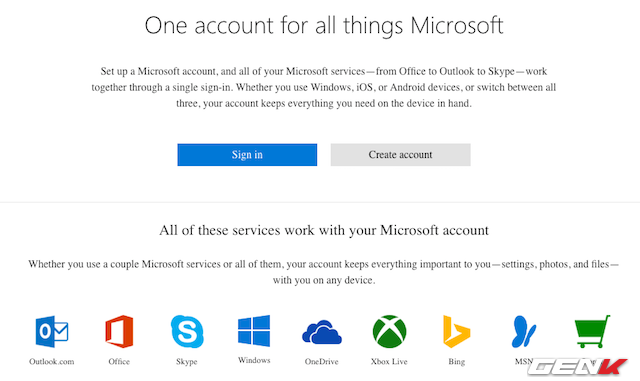 One account for all things Microsoft
Set up a Microsoft account, and all of your Microsoft services—from Office to Outlook to Skype—work
together through a single sign-in. Whether you use Windows, iOS, or Android devices, or switch between all
three, your account keeps everything you need on the device in hand.
Sign in Create account
All of these services work with your Microsoft account
Whether you use a couple Microsoft services or all of them, your account keeps everything important to you—settings, photos, and files—
with you on any device.
Outlook.com Office Skype Windows OneDrive Xbox Live Bing MSN
GENK